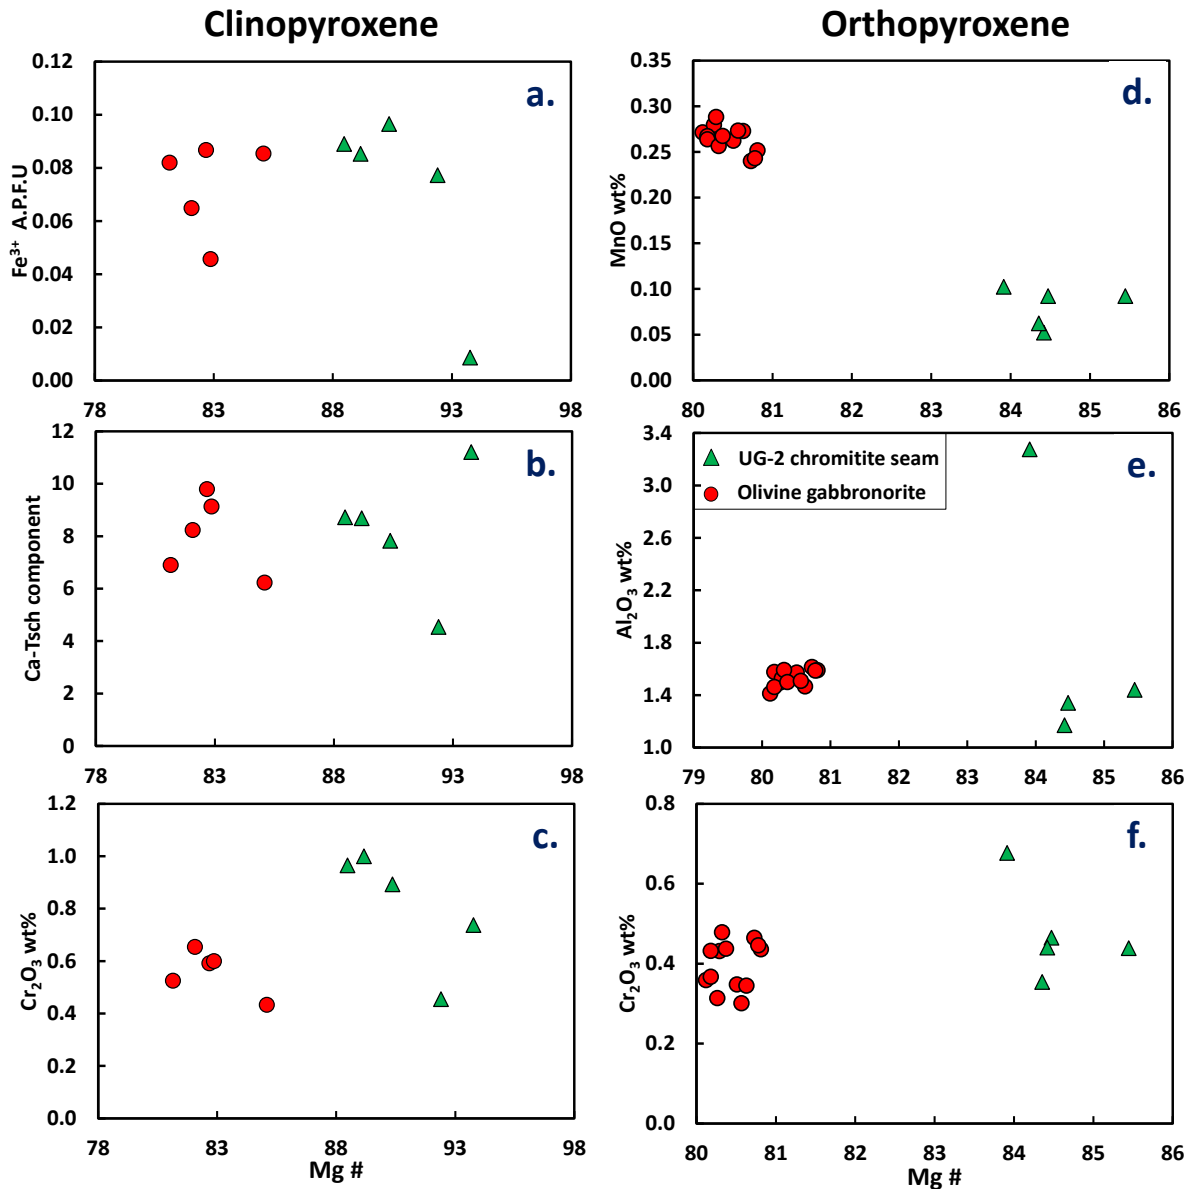 Clinopyroxene
Orthopyroxene
a.
0.12
0.10
0.08
0.06
0.04
0.02
0.00
Fe³⁺ A.P.F.U
78 83 88 93 98
d.
0.35
0.30
0.25
0.20
0.15
0.10
0.05
0.00
MnO wt%
80 81 82 83 84 85 86
b.
12
10
8
6
4
2
0
Ca-Tsch component
78 83 88 93 98
e.
UG-2 chromitite seam
Olivine gabbronorite
3.4
3.0
2.6
2.2
1.8
1.4
1.0
Al₂O₃ wt%
79 80 81 82 83 84 85 86
c.
1.2
1.0
0.8
0.6
0.4
0.2
0.0
Cr₂O₃ wt%
78 83 88 93 98
Mg #
f.
0.8
0.6
0.4
0.2
0.0
Cr₂O₃ wt%
80 81 82 83 84 85 86
Mg #